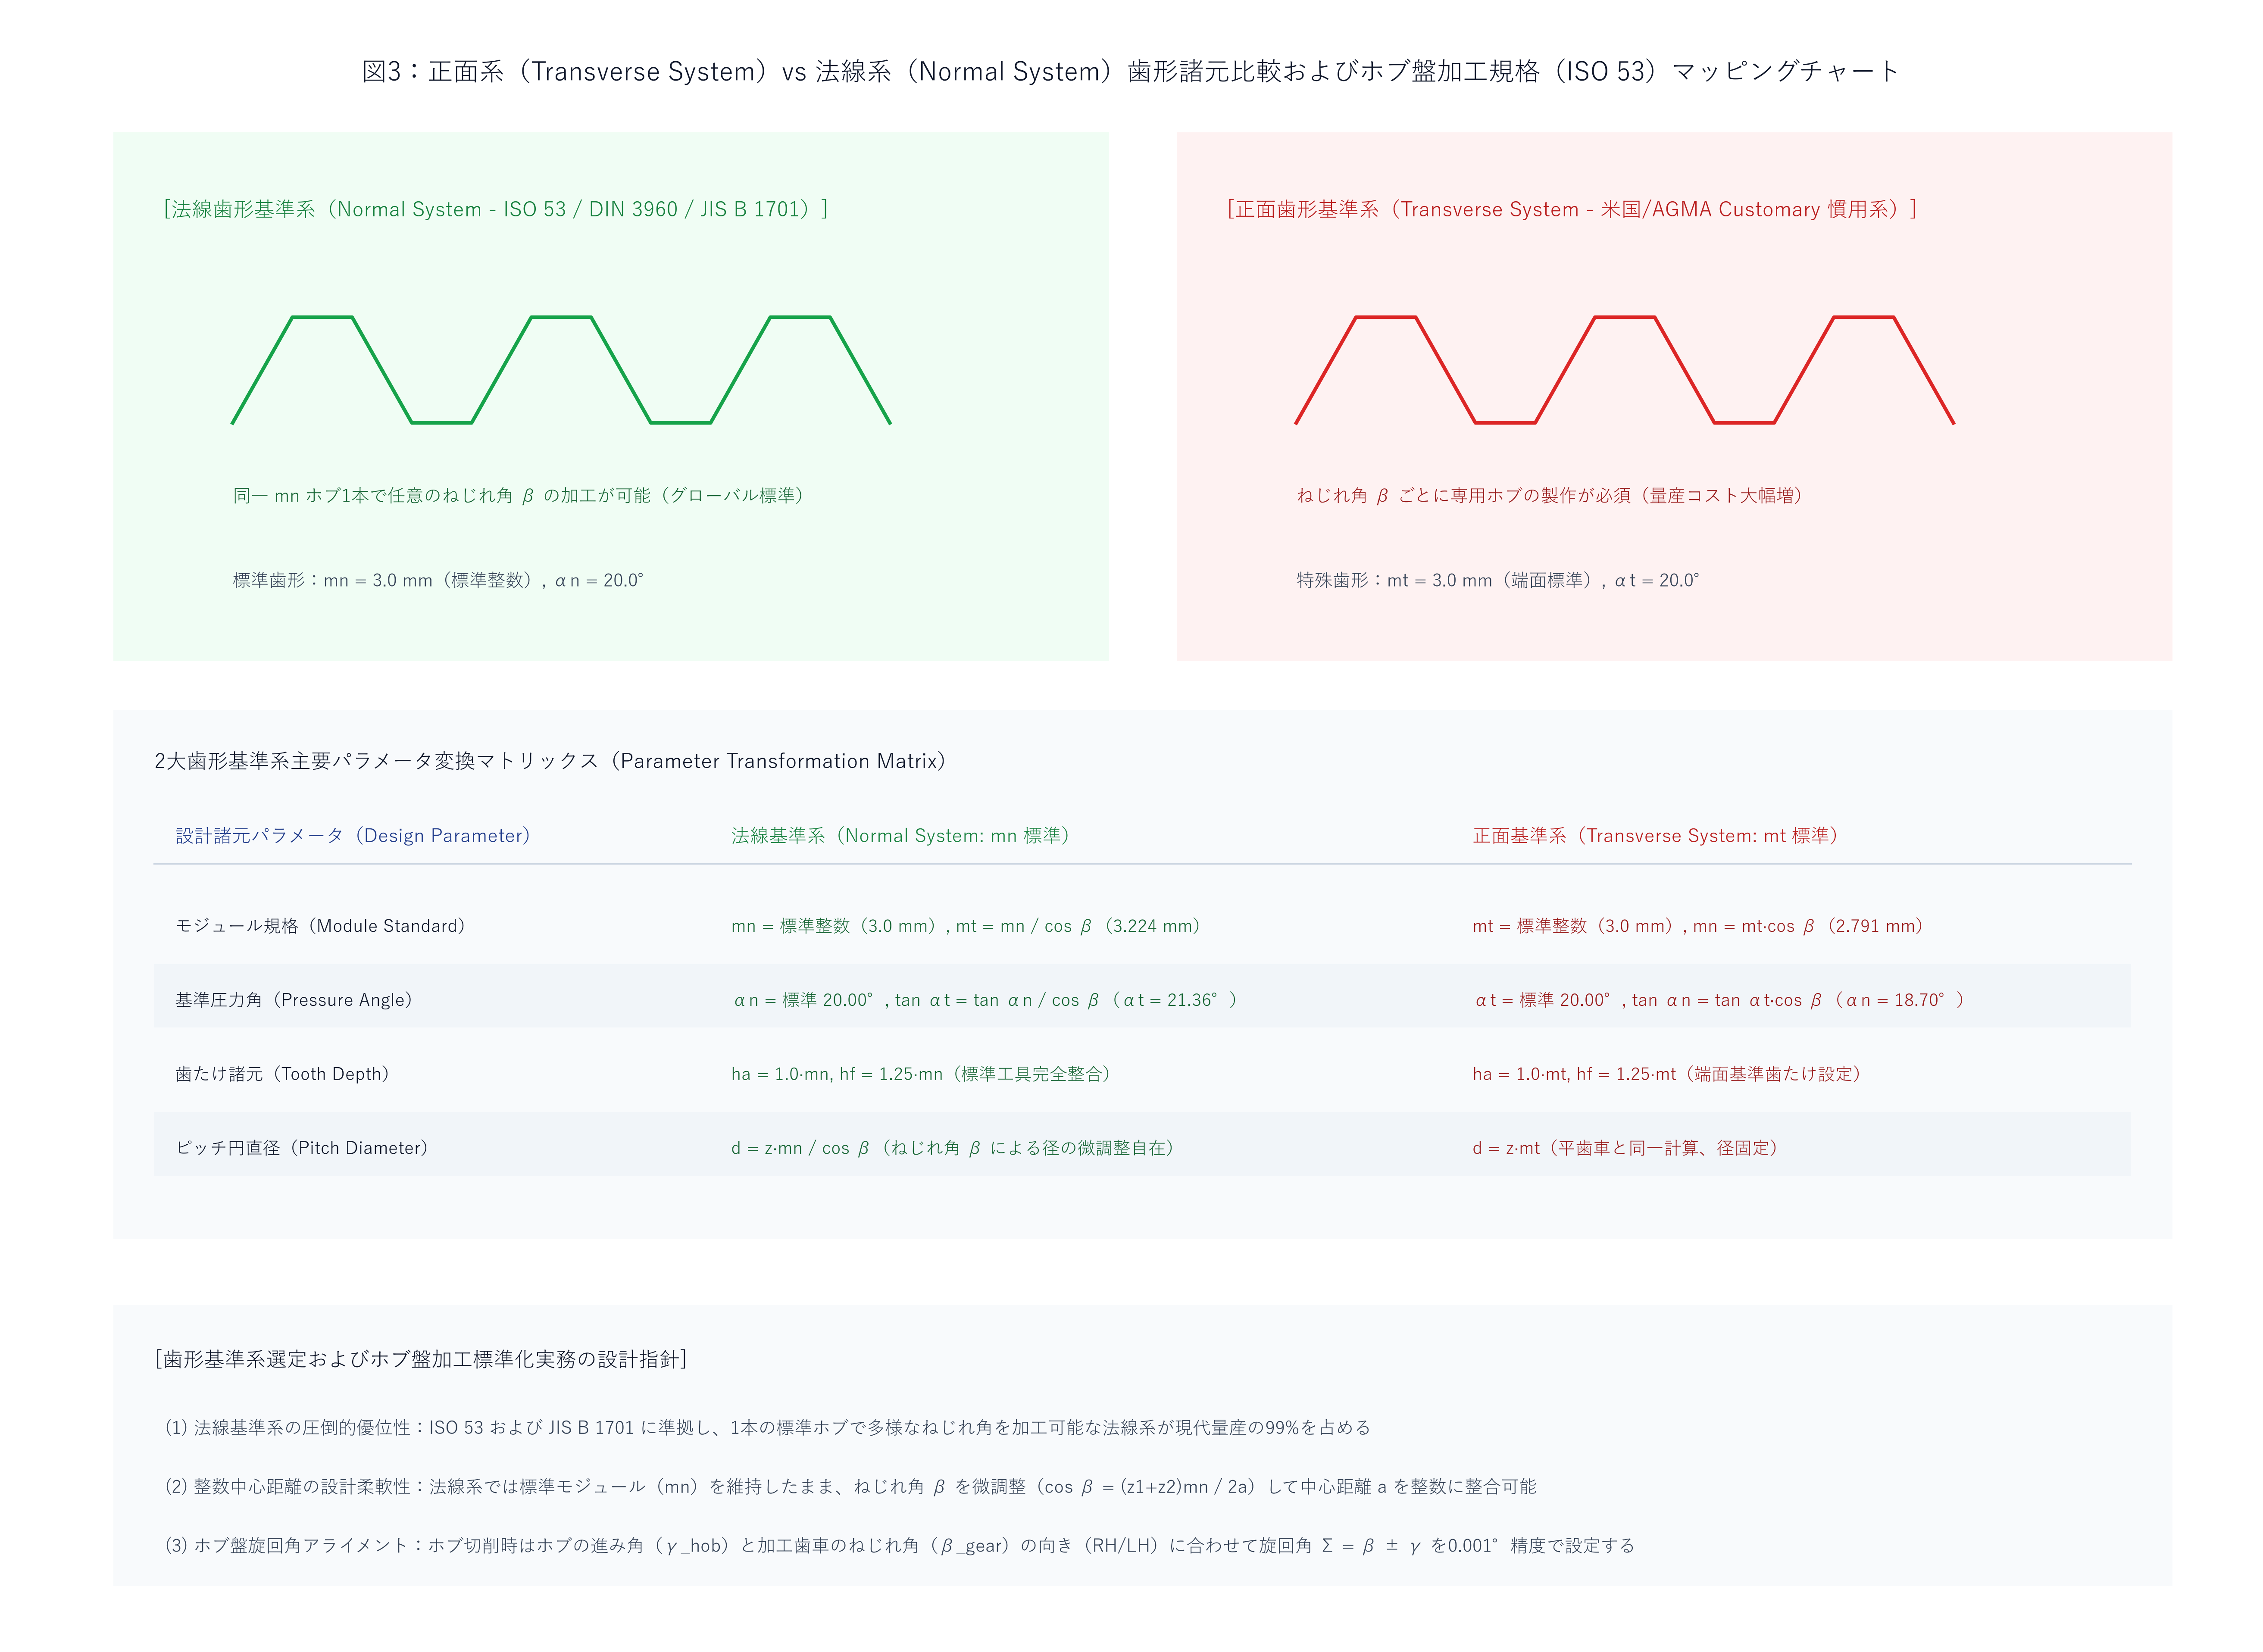 図3：正面系（Transverse System）vs 法線系（Normal System）歯形諸元比較およびホブ盤加工規格（ISO 53）マッピングチャート
[法線歯形基準系（Normal System - ISO 53 / DIN 3960 / JIS B 1701）]
同一 mn ホブ1本で任意のねじれ角 β の加工が可能（グローバル標準）
標準歯形：mn = 3.0 mm（標準整数）, αn = 20.0°
[正面歯形基準系（Transverse System - 米国/AGMA Customary 慣用系）]
ねじれ角 β ごとに専用ホブの製作が必須（量産コスト大幅増）
特殊歯形：mt = 3.0 mm（端面標準）, αt = 20.0°
2大歯形基準系主要パラメータ変換マトリックス（Parameter Transformation Matrix）
設計諸元パラメータ（Design Parameter） 法線基準系（Normal System: mn 標準） 正面基準系（Transverse System: mt 標準）
モジュール規格（Module Standard） mn = 標準整数（3.0 mm）, mt = mn / cos β（3.224 mm） mt = 標準整数（3.0 mm）, mn = mt·cos β（2.791 mm）
基準圧力角（Pressure Angle） αn = 標準 20.00°, tan αt = tan αn / cos β（αt = 21.36°） αt = 標準 20.00°, tan αn = tan αt·cos β（αn = 18.70°）
歯たけ諸元（Tooth Depth） ha = 1.0·mn, hf = 1.25·mn（標準工具完全整合） ha = 1.0·mt, hf = 1.25·mt（端面基準歯たけ設定）
ピッチ円直径（Pitch Diameter） d = z·mn / cos β（ねじれ角 β による径の微調整自在） d = z·mt（平歯車と同一計算、径固定）
[歯形基準系選定およびホブ盤加工標準化実務の設計指針]
(1) 法線基準系の圧倒的優位性：ISO 53 および JIS B 1701 に準拠し、1本の標準ホブで多様なねじれ角を加工可能な法線系が現代量産の99%を占める
(2) 整数中心距離の設計柔軟性：法線系では標準モジュール（mn）を維持したまま、ねじれ角 β を微調整（cos β = (z1+z2)mn / 2a）して中心距離 a を整数に整合可能
(3) ホブ盤旋回角アライメント：ホブ切削時はホブの進み角（γ_hob）と加工歯車のねじれ角（β_gear）の向き（RH/LH）に合わせて旋回角 Σ = β ± γ を0.001° 精度で設定する